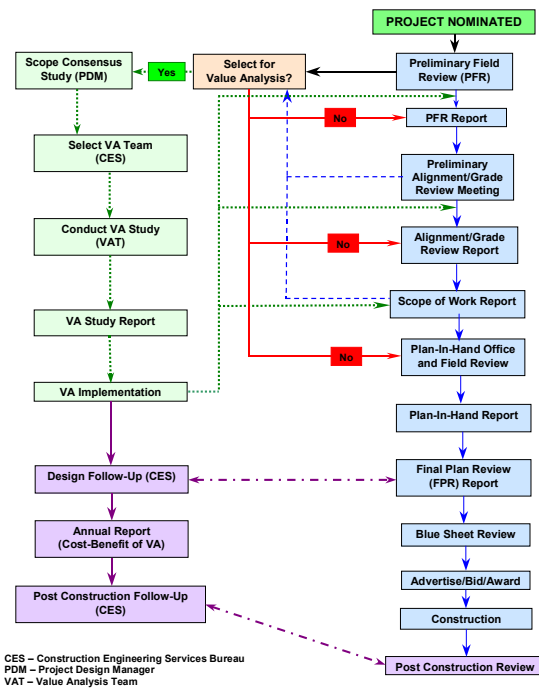 PROJECT NOMINATED
Scope Consensus
Study (PDM)
Yes
Select for
Value Analysis?
Preliminary Field
Review (PFR)
No
PFR Report
Select VA Team
(CES)
Preliminary
Alignment/Grade
Review Meeting
Conduct VA Study
(VAT)
No
Alignment/Grade
Review Report
Scope of Work Report
VA Study Report
No
Plan-In-Hand Office
and Field Review
VA Implementation
Plan-In-Hand Report
Design Follow-Up (CES)
Final Plan Review
(FPR) Report
Annual Report
(Cost-Benefit of VA)
Blue Sheet Review
Advertise/Bid/Award
Post Construction Follow-Up
(CES)
Construction
Post Construction Review
CES – Construction Engineering Services Bureau
PDM – Project Design Manager
VAT – Value Analysis Team